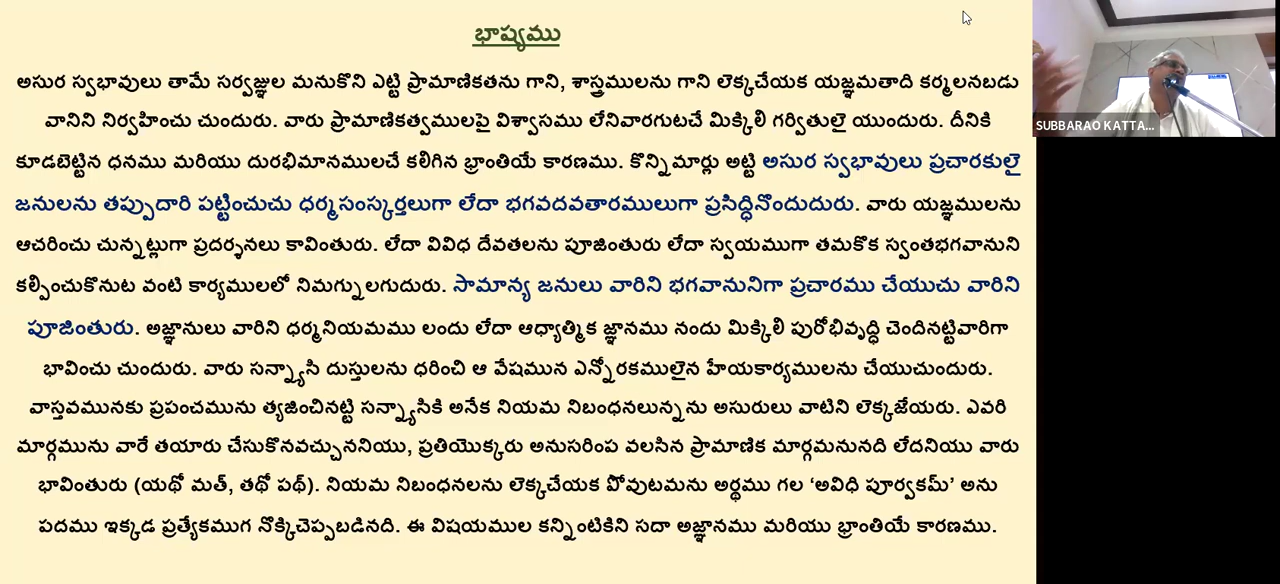 భాష్యము
అసుర స్వభావులు తామే సర్వజ్ఞుల మనుకొని ఎట్టి ప్రామాణికతను గాని, శాస్త్రములను గాని లెక్కచేయక యజ్ఞమతాది కర్మలనబడు
వానిని నిర్వహించు చుందురు. వారు ప్రామాణికత్వములపై విశ్వాసము లేనివారగుటచే మిక్కిలి గర్వితులై యుందురు. దీనికి
కూడబెట్టిన ధనము మరియు దురభిమానములచే కలిగిన భ్రాంతియే కారణము. కొన్నిమార్లు అట్టి అసుర స్వభావులు ప్రచారకులై
జనులను తప్పుదారి పట్టించుచు ధర్మసంస్కర్తలుగా లేదా భగవదవతారములుగా ప్రసిద్ధినొందుదురు. వారు యజ్ఞములను
ఆచరించు చున్నట్లుగా ప్రదర్శనలు కావింతురు. లేదా వివిధ దేవతలను పూజింతురు లేదా స్వయముగా తమకొక స్వంతభగవానుని
కల్పించుకొనుట వంటి కార్యములలో నిమగ్నులగుదురు. సామాన్య జనులు వారిని భగవానునిగా ప్రచారము చేయుచు వారిని
పూజింతురు. అజ్ఞానులు వారిని ధర్మనియమము లందు లేదా ఆధ్యాత్మిక జ్ఞానము నందు మిక్కిలి పురోభివృద్ధి చెందినట్టివారిగా
భావించు చుందురు. వారు సన్న్యాసి దుస్తులను ధరించి ఆ వేషమున ఎన్నోరకములైన హేయకార్యములను చేయుచుందురు.
వాస్తవమునకు ప్రపంచమును త్యజించినట్టి సన్న్యాసికి అనేక నియమ నిబంధనలున్నను అసురులు వాటిని లెక్కజేయరు. ఎవరి
మార్గమును వారే తయారు చేసుకొనవచ్చుననియు, ప్రతియొక్కరు అనుసరింప వలసిన ప్రామాణిక మార్గమనునది లేదనియు వారు
భావింతురు (యథో మత్, తథో పథ్). నియమ నిబంధనలను లెక్కచేయక పోవుటమను అర్థము గల ‘అవిధి పూర్వకమ్’ అను
పదము ఇక్కడ ప్రత్యేకముగ నొక్కిచెప్పబడినది. ఈ విషయముల కన్నింటికిని సదా అజ్ఞానము మరియు భ్రాంతియే కారణము.
SUBBARAO KATTA...